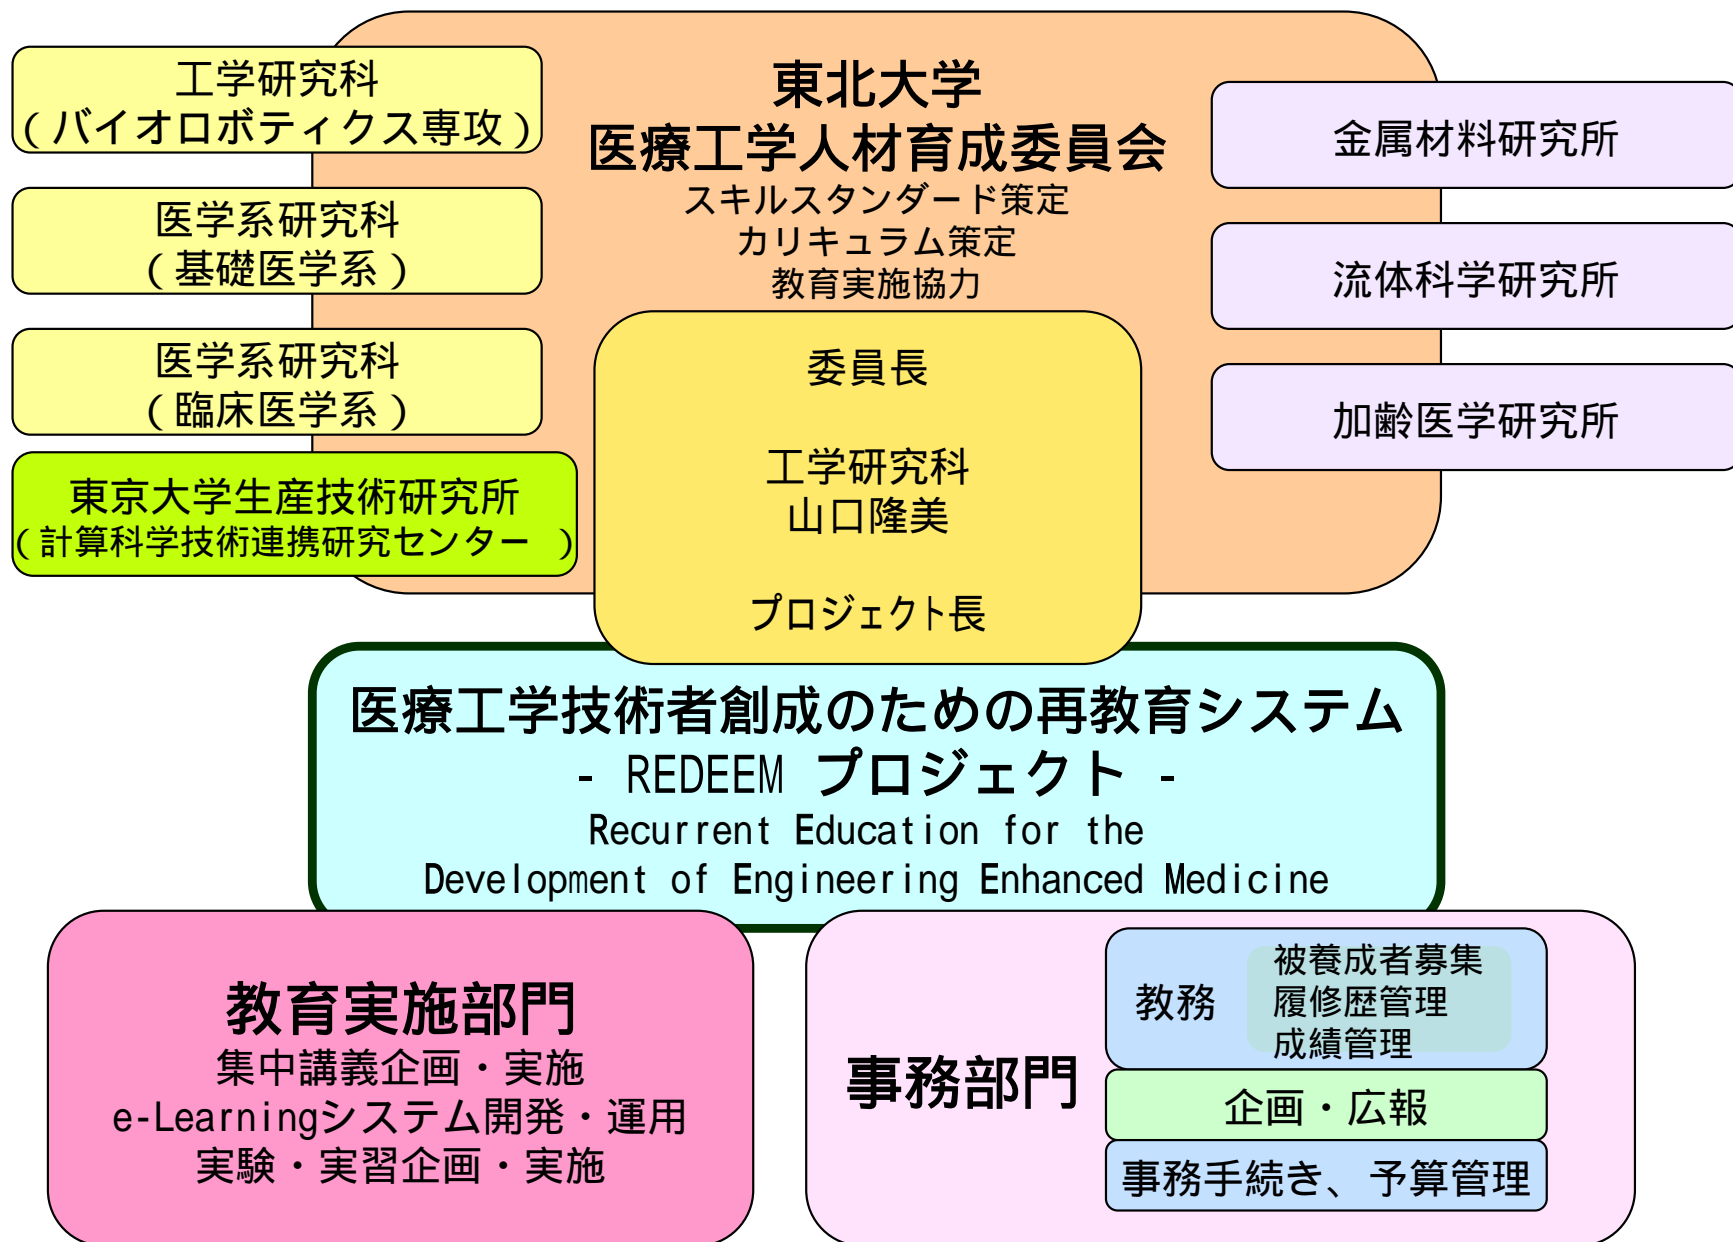 東北大学
医療工学人材育成委員会
スキルスタンダード策定
カリキュラム策定
教育実施協力
工学研究科
(バイオロボティクス専攻)
医学系研究科
(基礎医学系)
医学系研究科
(臨床医学系)
東京大学生産技術研究所
(計算科学技術連携研究センター )
金属材料研究所
流体科学研究所
加齢医学研究所
委員長
工学研究科
山口隆美
プロジェクト長
医療工学技術者創成のための再教育システム
- REDEEM プロジェクト -
Recurrent Education for the
Development of Engineering Enhanced Medicine
教育実施部門
集中講義企画・実施
e-Learningシステム開発・運用
実験・実習企画・実施
事務部門
教務
被養成者募集
履修歴管理
成績管理
企画・広報
事務手続き、予算管理